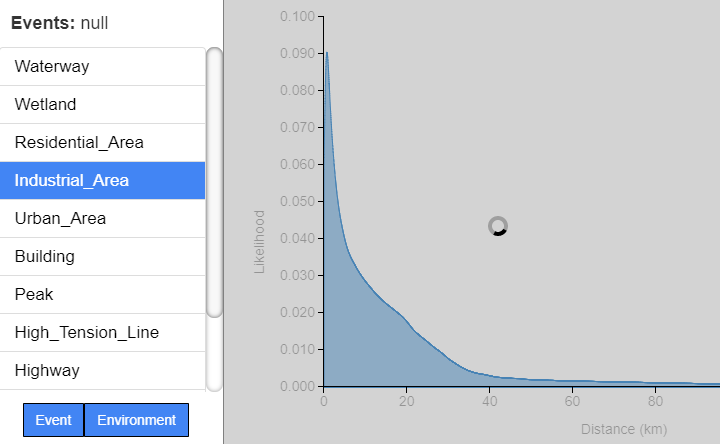 Events: null
Waterway
Wetland
Residential_Area
Industrial_Area
Urban_Area
Building
Peak
High_Tension_Line
Highway
Event
Environment
0.100
0.090
0.080
0.070
0.060
0.050
0.040
0.030
0.020
0.010
0.000
Likelihood
0 20 40 60 80
Distance (km)